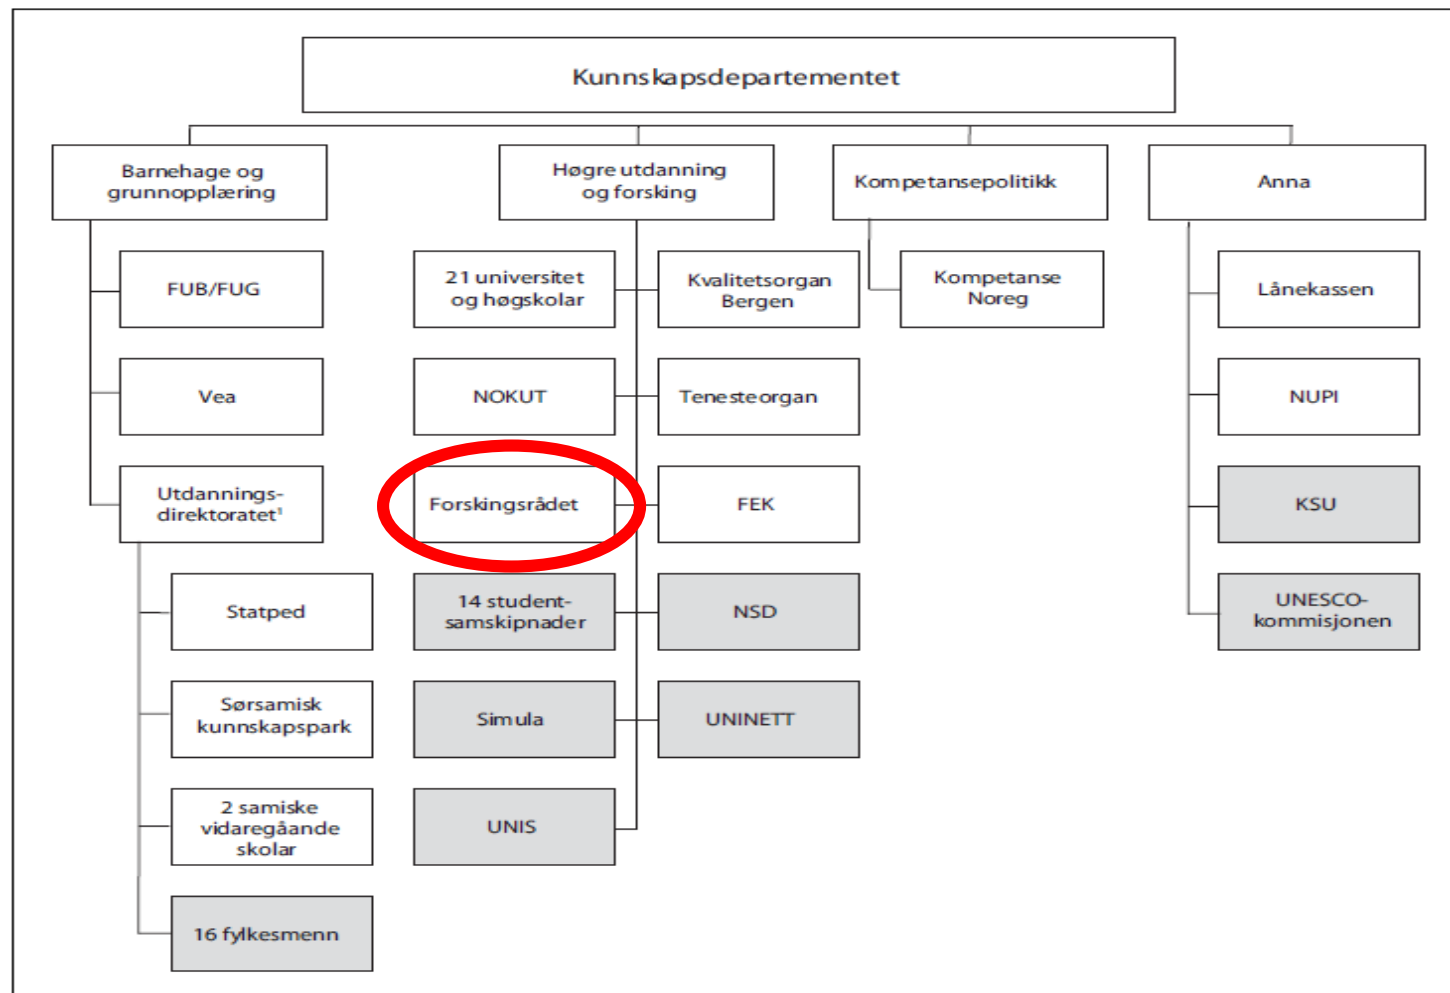 Kunnskapsdepartementet
Barnehage og
grunnopplæring
Høgre utdanning
og forsking
Kompetansepolitikk
Anna
FUB/FUG
21 universitet
og høgskolar
Kvalitetsorgan
Bergen
Kompetanse
Noreg
Lånekassen
Vea
NOKUT
Tenesteorgan
NUPI
Utdannings-
direktoratet¹
Forskingsrådet
FEK
KSU
Statped
14 student-
samskipnader
NSD
UNESCO-
kommisjonen
Sørsamisk
kunnskapspark
Simula
UNINETT
2 samiske
vidaregåande
skolar
UNIS
16 fylkesmenn